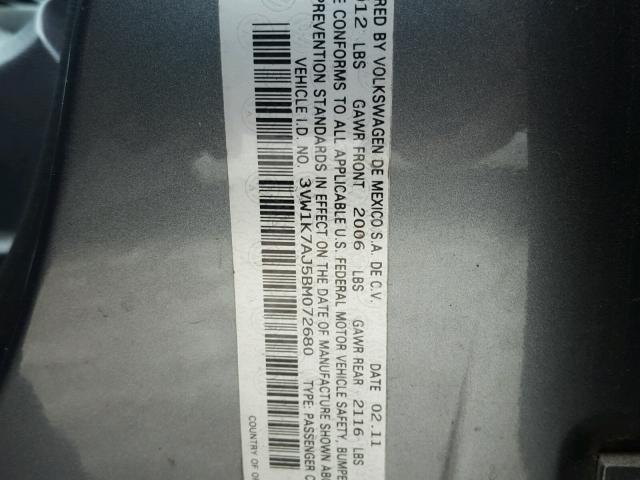 ERED BY VOLKSWAGEN DE MEXICO S.A. DE C.V. DATE 02.11
012 LBS GAWR FRONT 2006 LBS GAWR REAR 2116 LBS
CONFORMS TO ALL APPLICABLE U.S. FEDERAL MOTOR VEHICLE SAFETY, BUMPE
PREVENTION STANDARDS IN EFFECT ON THE DATE OF MANUFACTURE SHOWN AB
VEHICLE I.D. NO. 3VW1K7AJ5BM072680 TYPE: PASSENGER C
COUNTRY OF O